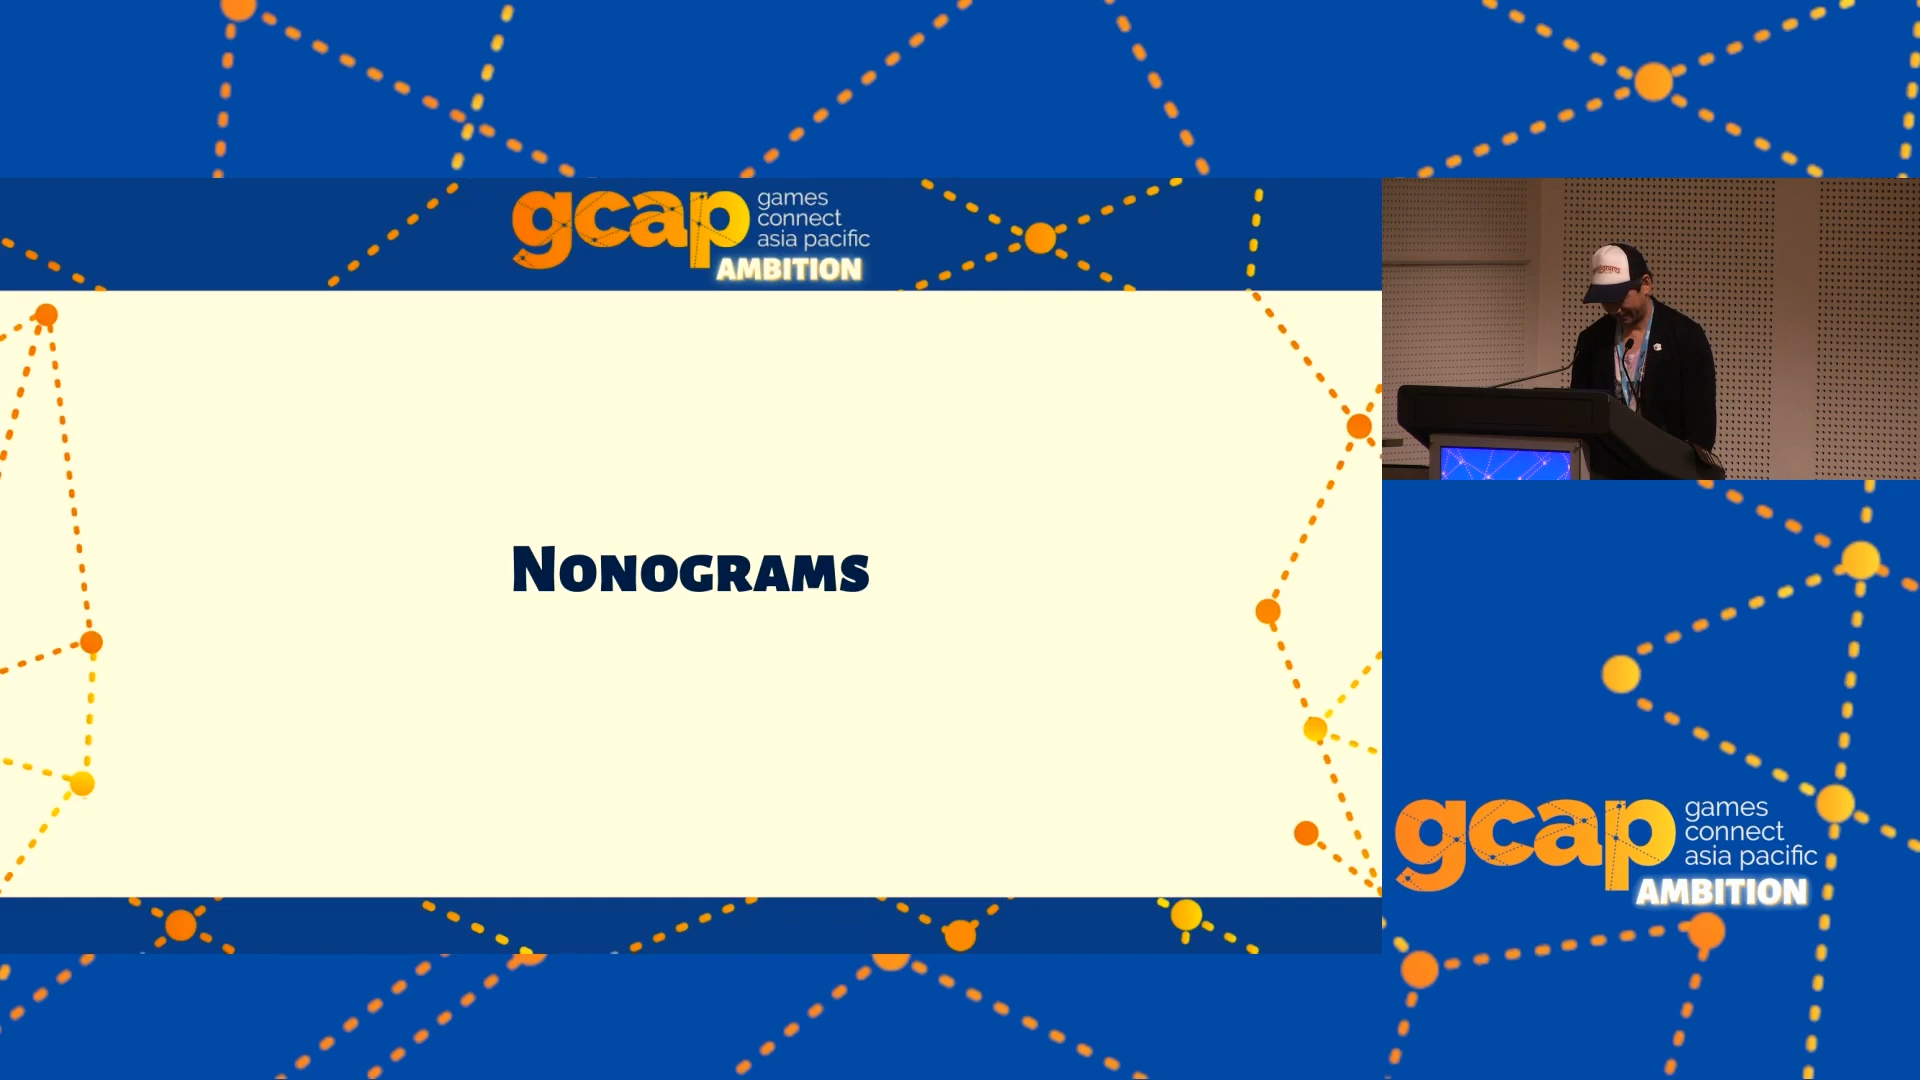 gcap
games
connect
asia pacific
AMBITION
Nonograms
gcap
games
connect
asia pacific
AMBITION